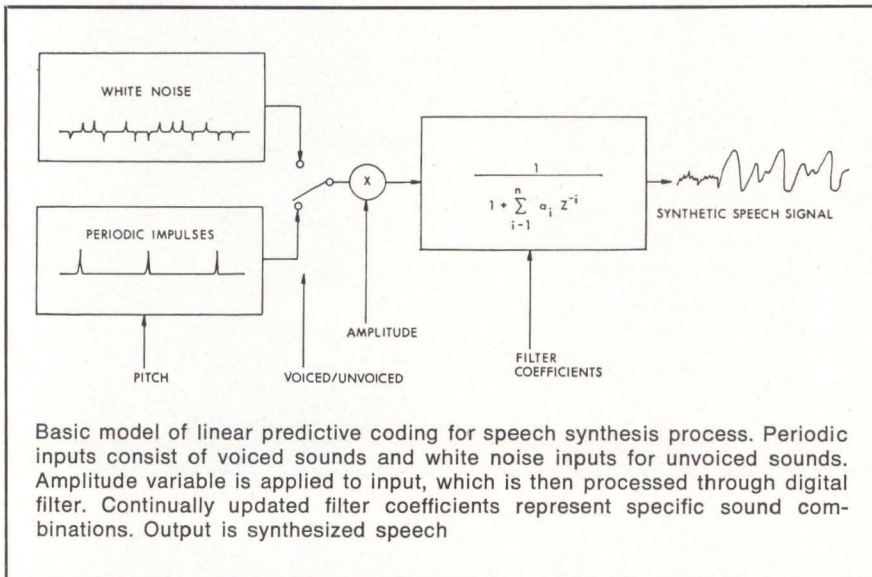 WHITE NOISE
PERIODIC IMPULSES
PITCH
VOICED/UNVOICED
X
AMPLITUDE
1
n
1 + Σ aᵢ Z⁻ⁱ
i-1
FILTER
COEFFICIENTS
SYNTHETIC SPEECH SIGNAL
Basic model of linear predictive coding for speech synthesis process. Periodic
inputs consist of voiced sounds and white noise inputs for unvoiced sounds.
Amplitude variable is applied to input, which is then processed through digital
filter. Continually updated filter coefficients represent specific sound com-
binations. Output is synthesized speech